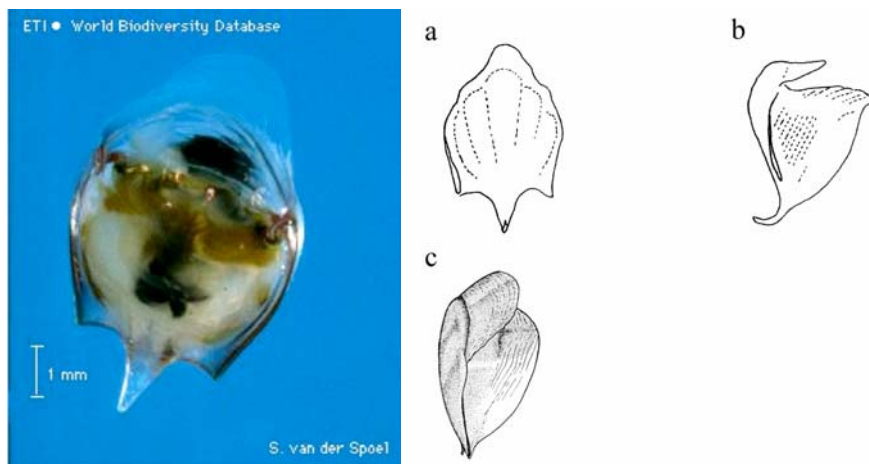 ETI ● World Biodiversity Database
1 mm
S. van der Spoel
a
b
c